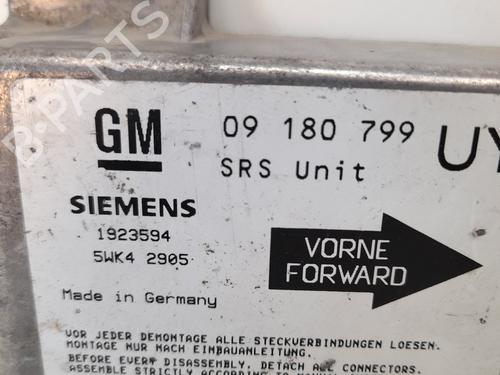 GM
09 180 799
UY
SRS Unit
SIEMENS
1923594
5WK4 2905
VORNE
FORWARD
Made in Germany
VOR JEDER DEMONTAGE ALLE STECKVERBINDUNGEN LOESEN.
MONTAGE NUR NACH EINBAUANLEITUNG.
BEFORE EVERY DISASSEMBLY, DETACH ALL CONNECTORS.
ASSEMBLE STRICTLY ACCORDING TO
B-PARTS